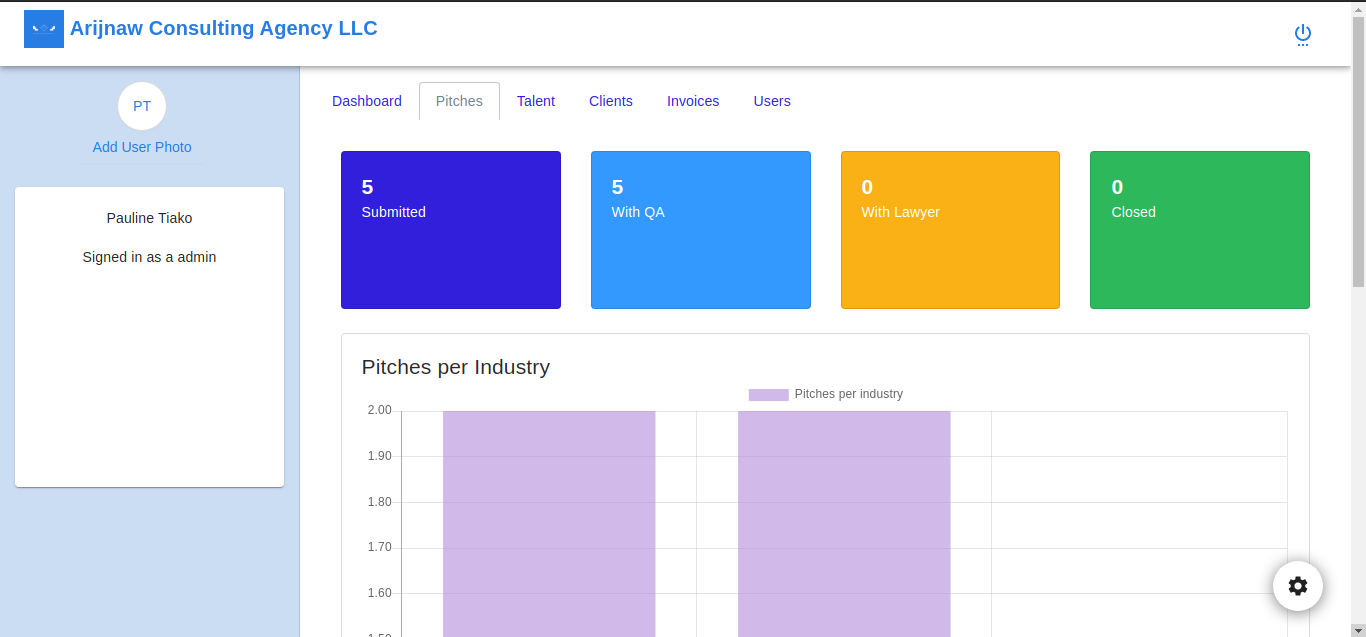 Arijnaw Consulting Agency LLC
PT
Add User Photo
Pauline Tiako
Signed in as a admin
Dashboard Pitches Talent Clients Invoices Users
5 Submitted
5 With QA
0 With Lawyer
0 Closed
Pitches per Industry
Pitches per industry
2.00
1.90
1.80
1.70
1.60
1.50